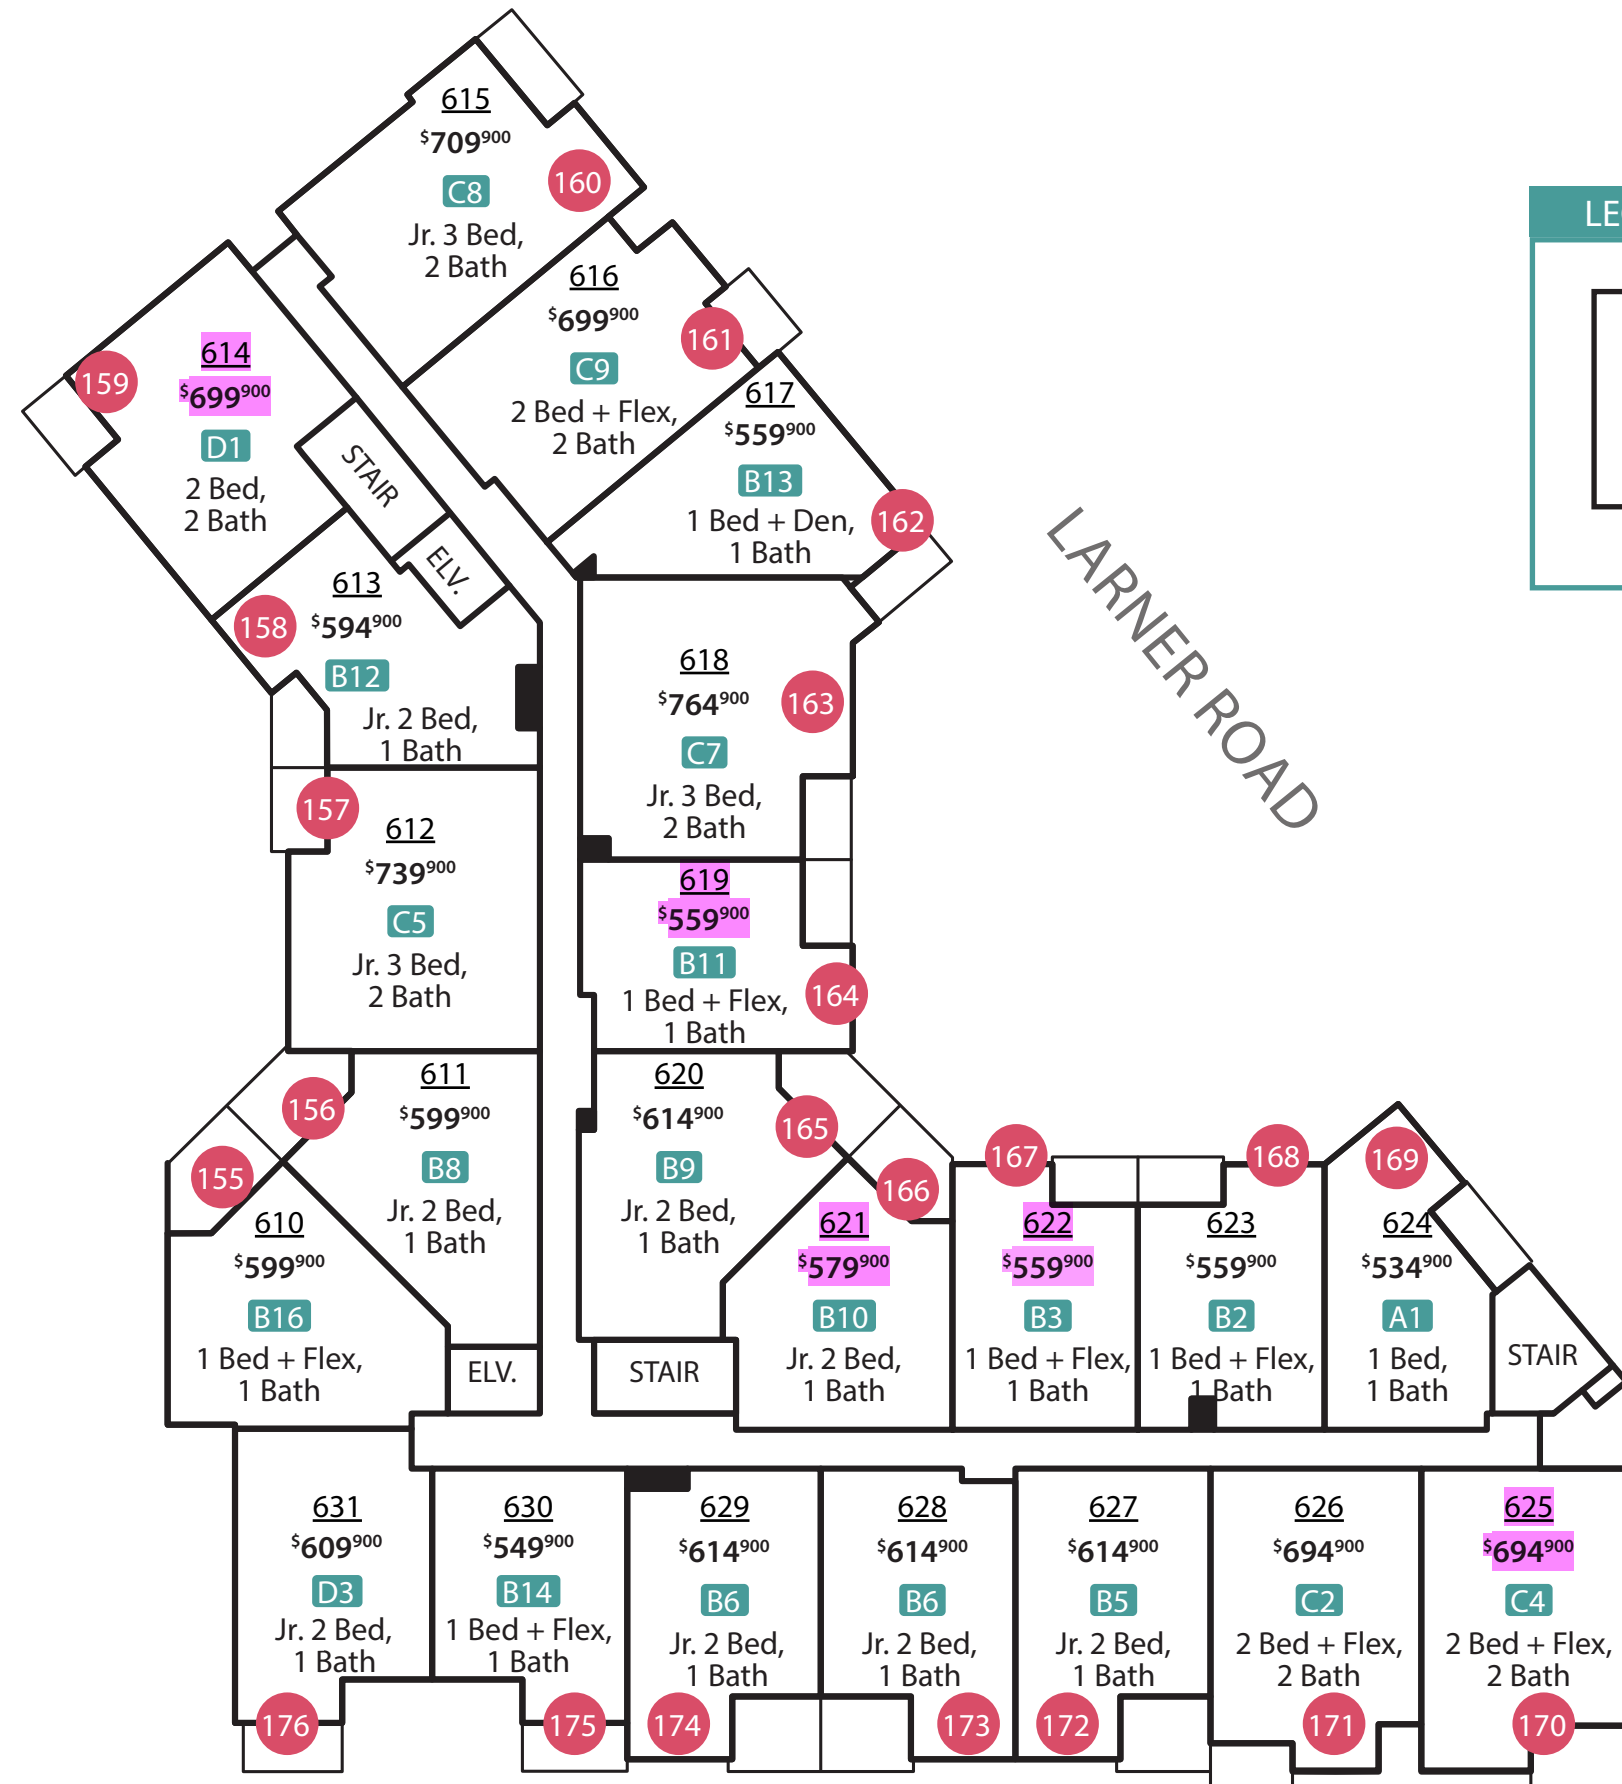 615
$709900
C8
Jr. 3 Bed,
2 Bath
160
616
$699900
C9
2 Bed + Flex,
2 Bath
161
614
$699900
D1
2 Bed,
2 Bath
159
617
$559900
B13
1 Bed + Den,
1 Bath
162
STAIR
ELV.
613
$594900
B12
Jr. 2 Bed,
1 Bath
158
618
$764900
C7
Jr. 3 Bed,
2 Bath
163
LARNER ROAD
157
612
$739900
C5
Jr. 3 Bed,
2 Bath
619
$559900
B11
1 Bed + Flex,
1 Bath
164
156
611
$599900
B8
Jr. 2 Bed,
1 Bath
620
$614900
B9
Jr. 2 Bed,
1 Bath
165
155
610
$599900
B16
1 Bed + Flex,
1 Bath
ELV.
STAIR
166
621
$579900
B10
Jr. 2 Bed,
1 Bath
167
622
$559900
B3
1 Bed + Flex,
1 Bath
168
623
$559900
B2
1 Bed + Flex,
1 Bath
169
624
$534900
A1
1 Bed,
1 Bath
STAIR
631
$609900
D3
Jr. 2 Bed,
1 Bath
176
630
$549900
B14
1 Bed + Flex,
1 Bath
175
629
$614900
B6
Jr. 2 Bed,
1 Bath
174
628
$614900
B6
Jr. 2 Bed,
1 Bath
173
627
$614900
B5
Jr. 2 Bed,
1 Bath
172
626
$694900
C2
2 Bed + Flex,
2 Bath
171
625
$694900
C4
2 Bed + Flex,
2 Bath
170
LE